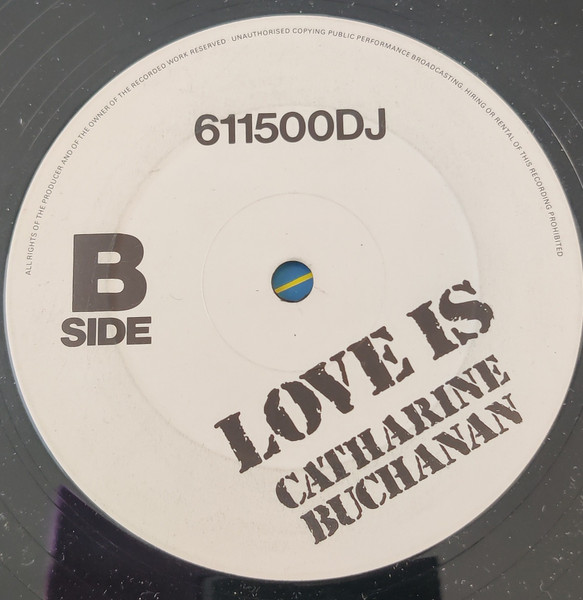 ALL RIGHTS OF THE PRODUCER AND OF THE OWNER OF THE RECORDED WORK RESERVED UNAUTHORISED COPYING PUBLIC PERFORMANCE BROADCASTING. HIRING OR RENTAL OF THIS RECORDING PROHIBITED
611500DJ
B
SIDE
LOVE IS
CATHARINE
BUCHANAN